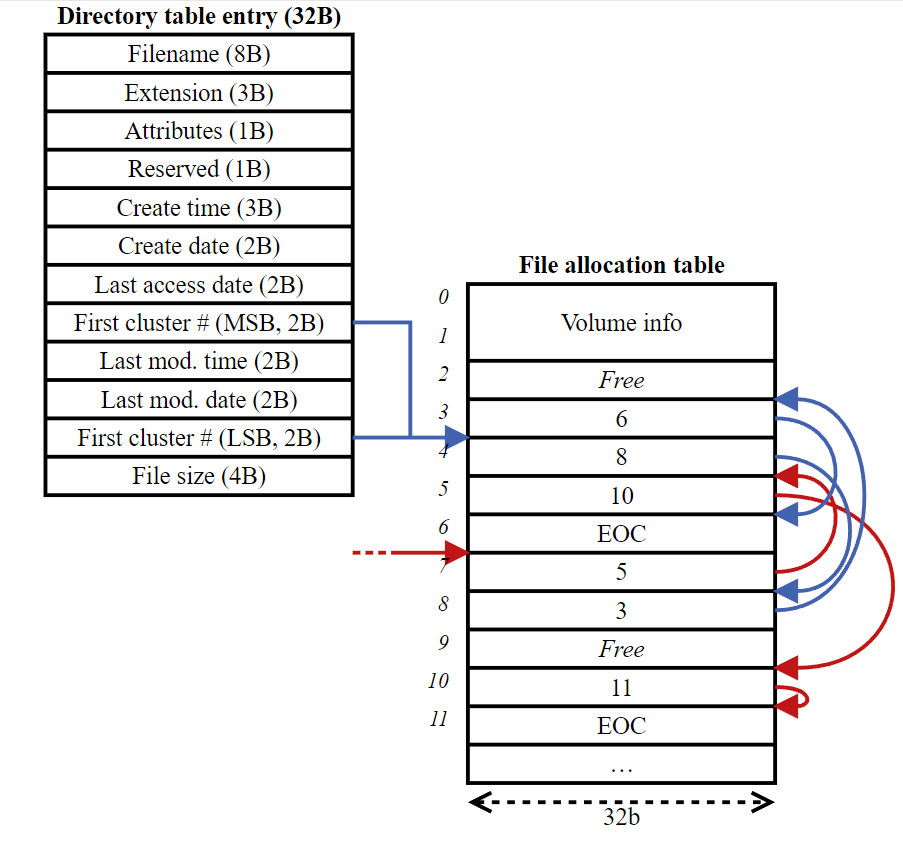 Directory table entry (32B)
Filename (8B)
Extension (3B)
Attributes (1B)
Reserved (1B)
Create time (3B)
Create date (2B)
Last access date (2B)
First cluster # (MSB, 2B)
Last mod. time (2B)
Last mod. date (2B)
First cluster # (LSB, 2B)
File size (4B)
File allocation table
0
Volume info
1
2 Free
3 6
4 8
5 10
6 EOC
7 5
8 3
9 Free
10 11
11 EOC
...
32b